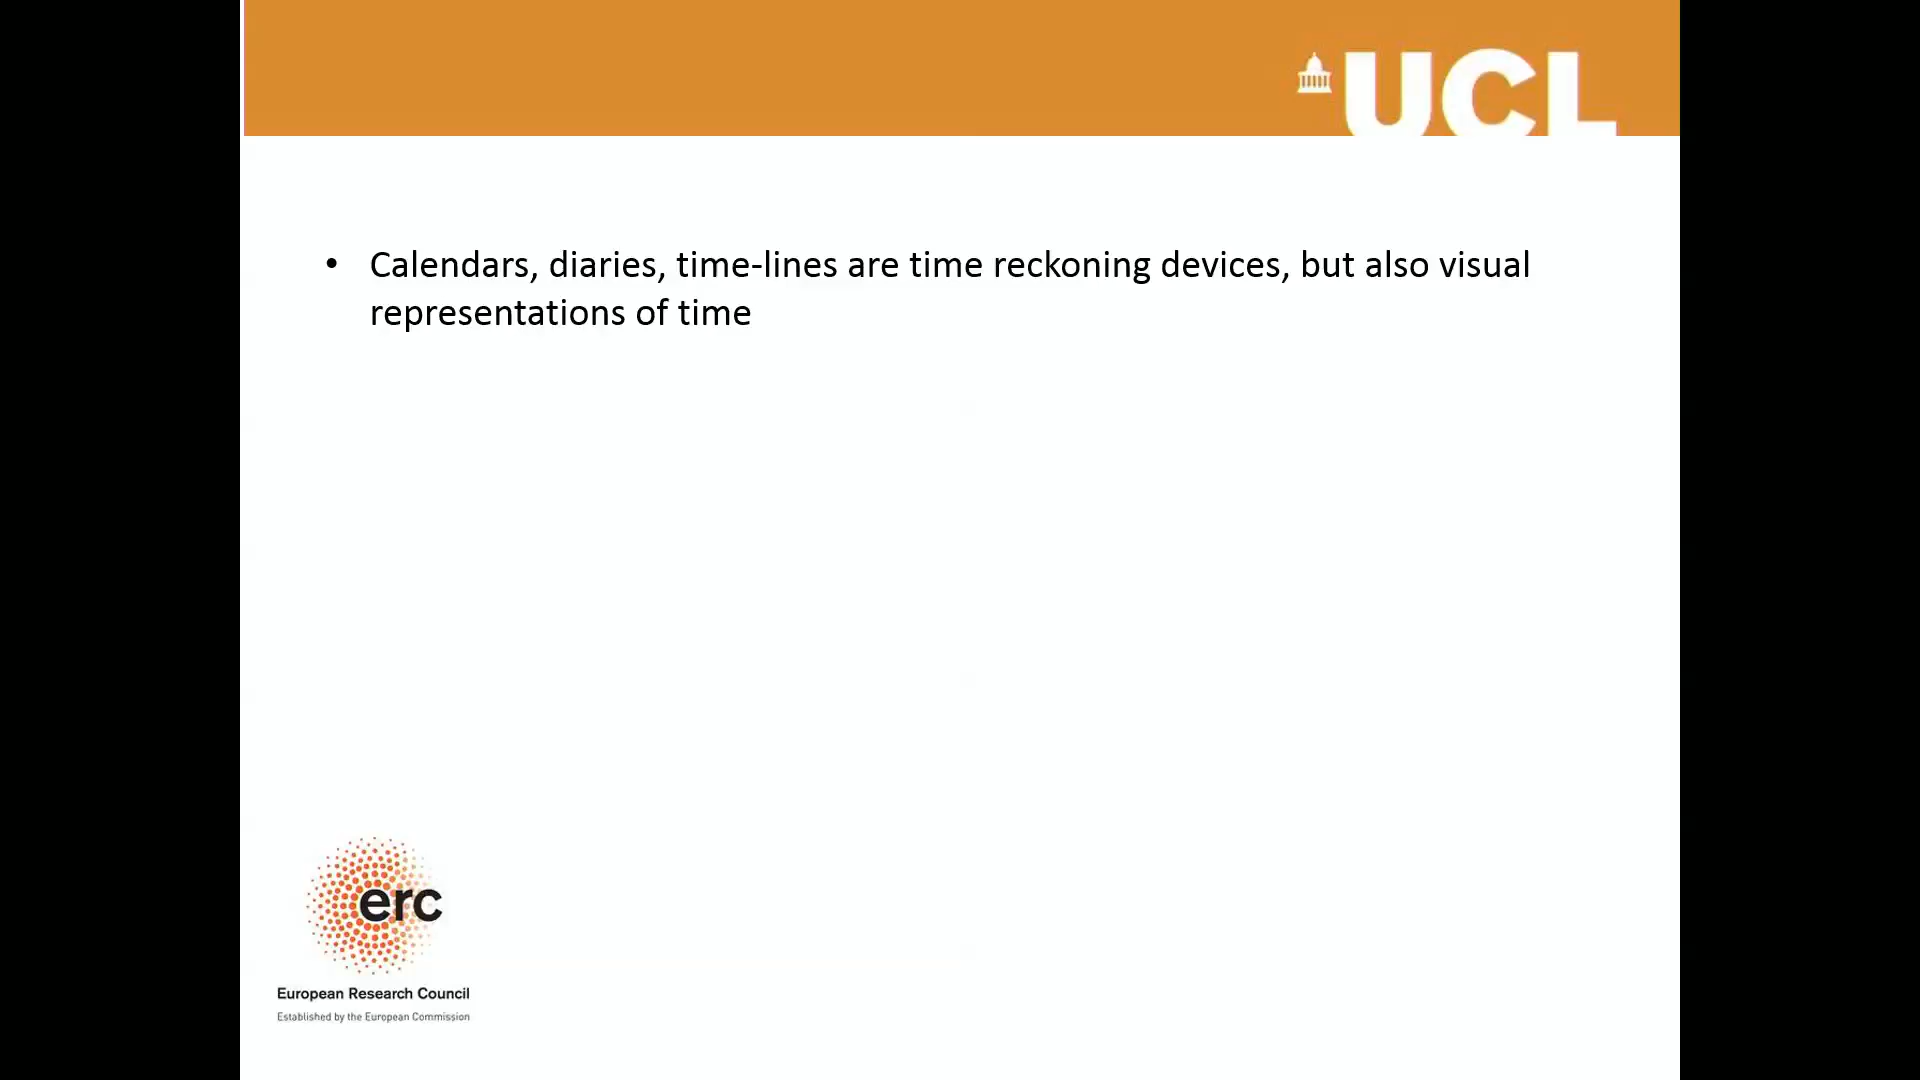 UCL
• Calendars, diaries, time-lines are time reckoning devices, but also visual
representations of time
erc
European Research Council
Established by the European Commission